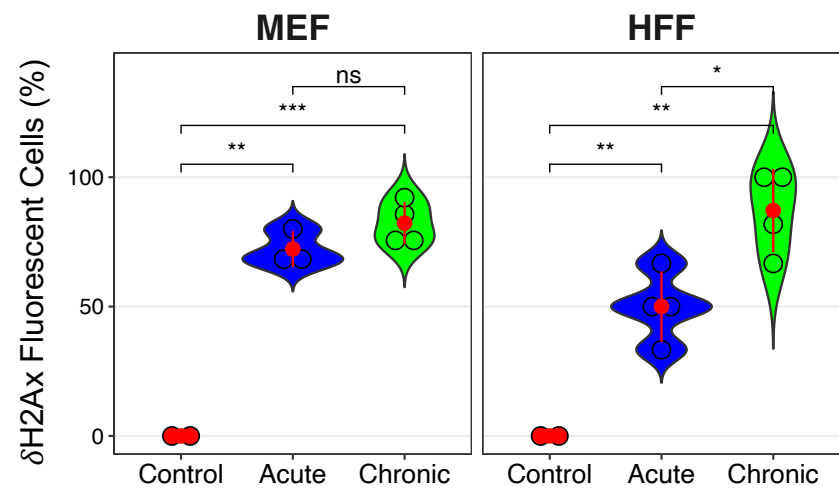 MEF HFF
δH2Ax Fluorescent Cells (%)
ns *
*** **
** **
100
50
0
Control Acute Chronic Control Acute Chronic